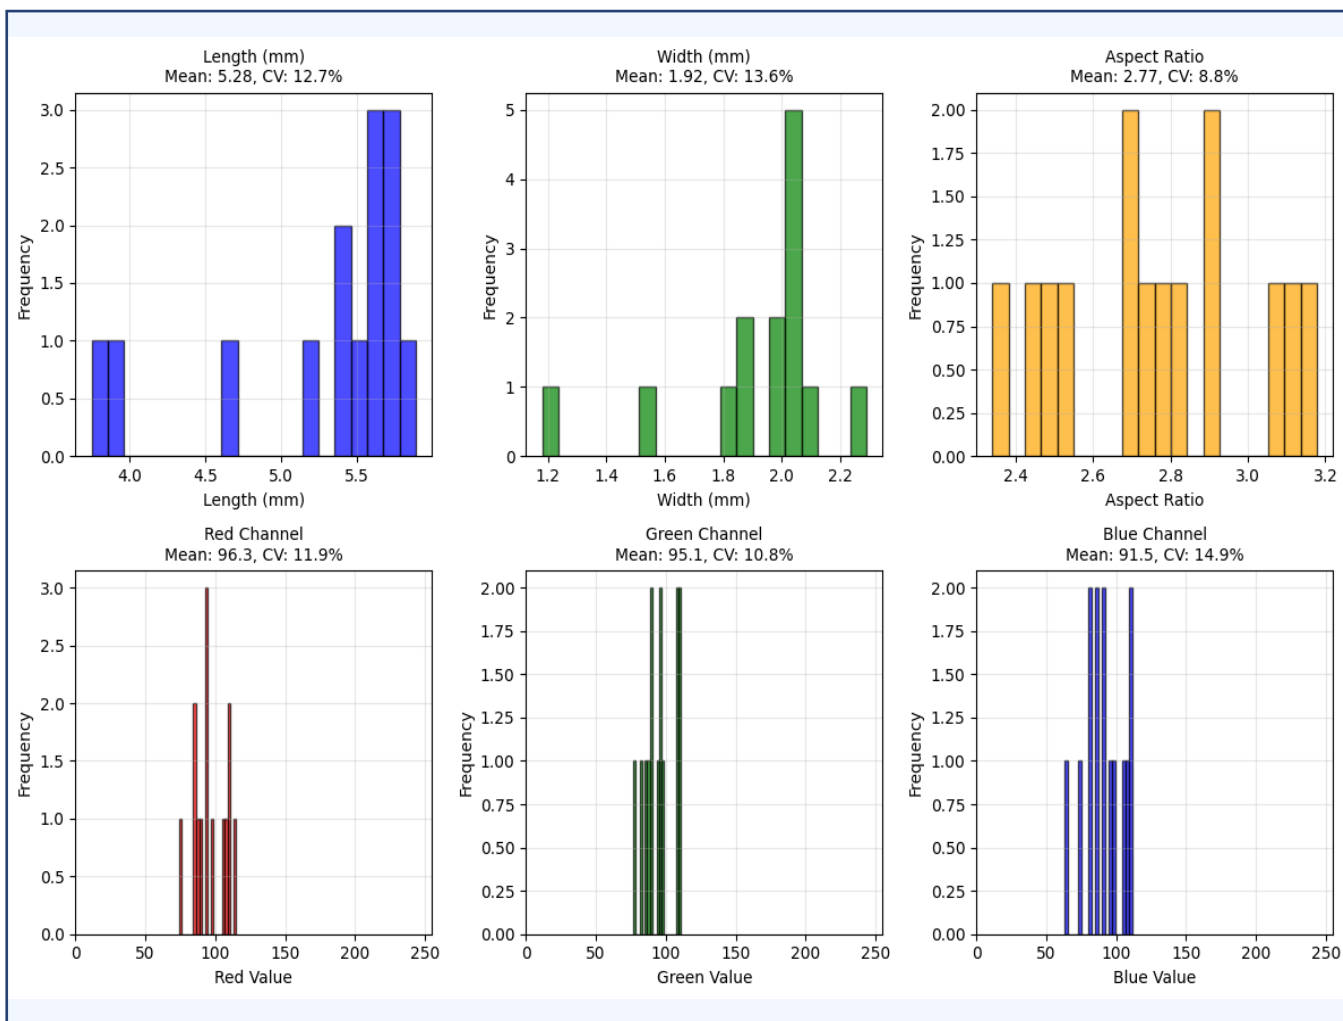 Length (mm)
Mean: 5.28, CV: 12.7%
3.0
2.5
2.0
1.5
1.0
0.5
0.0
Frequency
4.0 4.5 5.0 5.5
Length (mm)
Width (mm)
Mean: 1.92, CV: 13.6%
5
4
3
2
1
0
Frequency
1.2 1.4 1.6 1.8 2.0 2.2
Width (mm)
Aspect Ratio
Mean: 2.77, CV: 8.8%
2.00
1.75
1.50
1.25
1.00
0.75
0.50
0.25
0.00
Frequency
2.4 2.6 2.8 3.0 3.2
Aspect Ratio
Red Channel
Mean: 96.3, CV: 11.9%
3.0
2.5
2.0
1.5
1.0
0.5
0.0
Frequency
0 50 100 150 200 250
Red Value
Green Channel
Mean: 95.1, CV: 10.8%
2.00
1.75
1.50
1.25
1.00
0.75
0.50
0.25
0.00
Frequency
0 50 100 150 200 250
Green Value
Blue Channel
Mean: 91.5, CV: 14.9%
2.00
1.75
1.50
1.25
1.00
0.75
0.50
0.25
0.00
Frequency
0 50 100 150 200 250
Blue Value